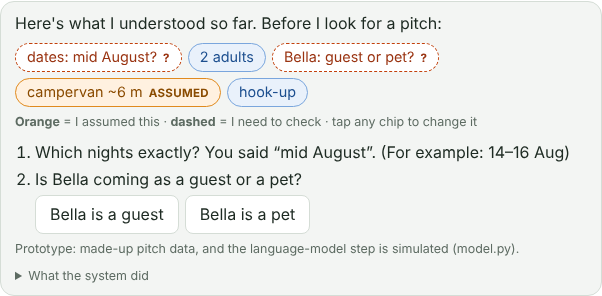 Here's what I understood so far. Before I look for a pitch:
dates: mid August? ? 2 adults Bella: guest or pet? ?
campervan ~6 m ASSUMED hook-up
Orange = I assumed this · dashed = I need to check · tap any chip to change it
1. Which nights exactly? You said “mid August”. (For example: 14–16 Aug)
2. Is Bella coming as a guest or a pet?
Bella is a guest Bella is a pet
Prototype: made-up pitch data, and the language-model step is simulated (model.py).
▶ What the system did